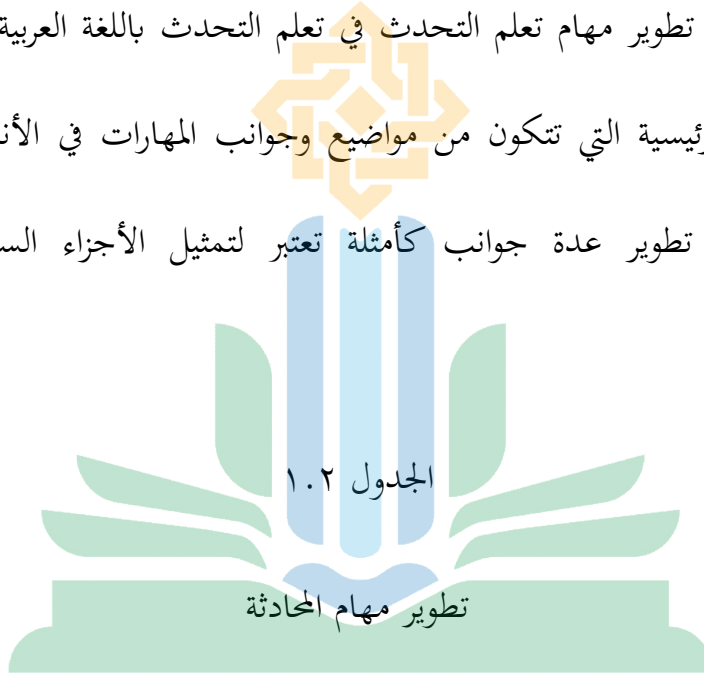 تطوير مهام تعلم التحدث في تعلم التحدث باللغة العربية
رئيسية التي تتكون من مواضيع وجوانب المهارات في الأن
تطوير عدة جوانب كأمثلة تعتبر لتمثيل الأجزاء الس
الجدول ١.٢
تطوير مهام المحادثة